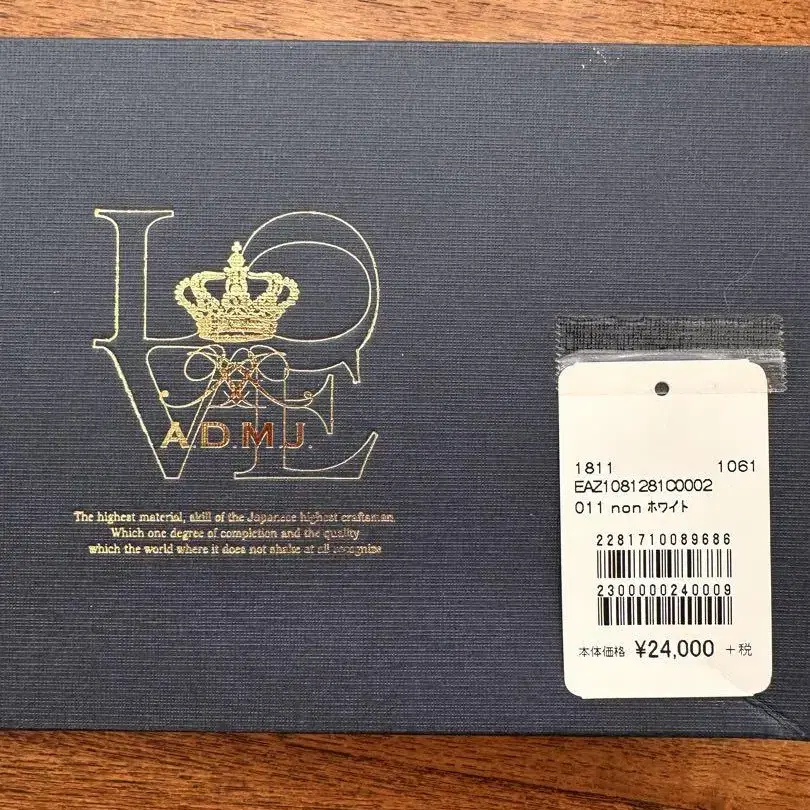 LOVE
A.D.M.J.
The highest material, skill of the Japanese highest craftsman.
Which one degree of completion and the quality
which the world where it does not shake at all recognize
1811 1061
EAZ1081281C0002
011 non ホワイト
2281710089686
2300000240009
本体価格 ¥24,000 +税